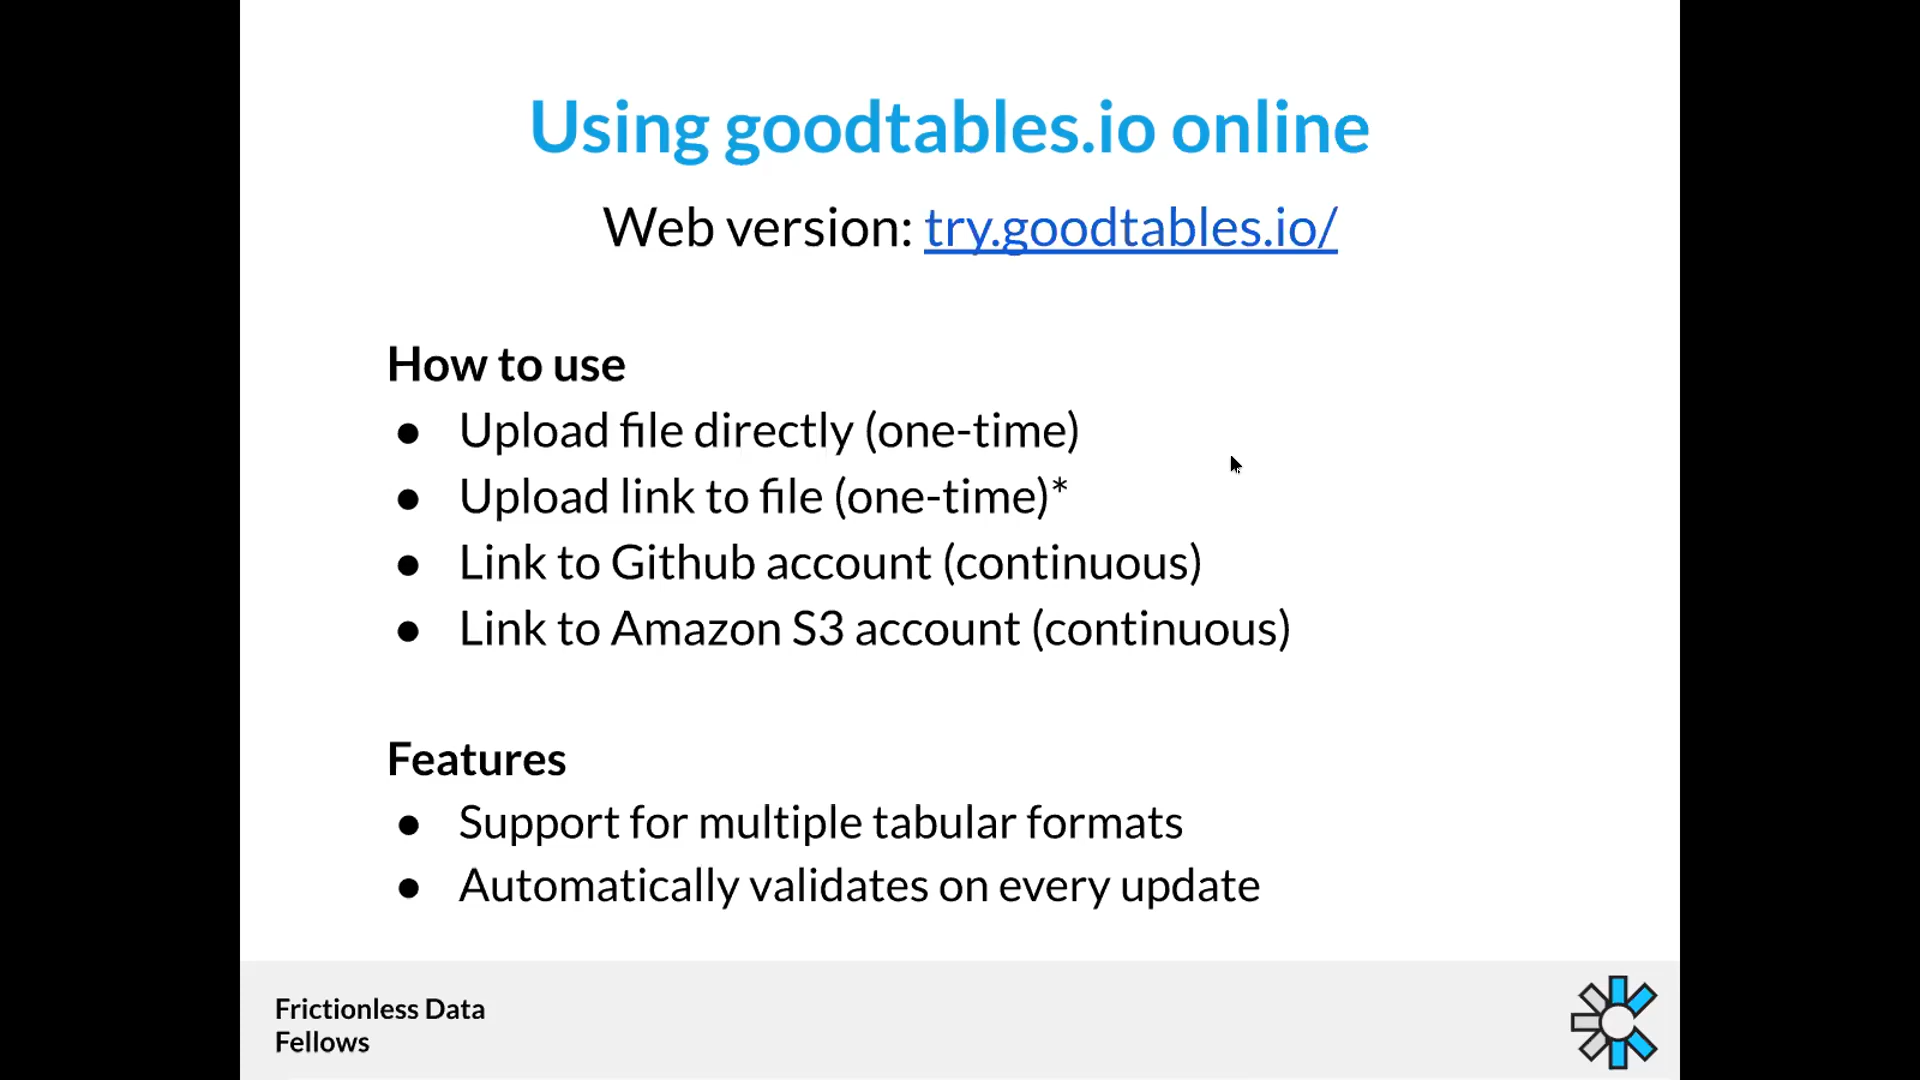 Using goodtables.io online
Web version: try.goodtables.io/
How to use
● Upload file directly (one-time)
● Upload link to file (one-time)*
● Link to Github account (continuous)
● Link to Amazon S3 account (continuous)
Features
● Support for multiple tabular formats
● Automatically validates on every update
Frictionless Data
Fellows